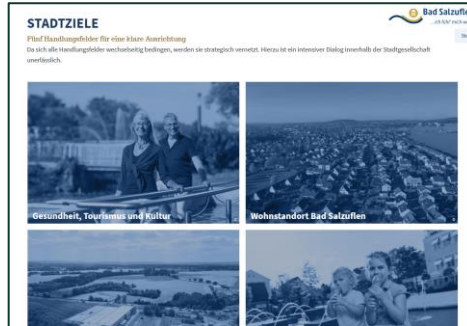 STADTZIELE
Bad Salzuflen
Fünf Handlungsfelder für eine klare Ausrichtung
Da sich alle Handlungsfelder wechselseitig bedingen, werden sie strategisch vernetzt. Hierzu ist ein intensiver Dialog innerhalb der Stadtgesellschaft
unerlässlich.
Gesundheit, Tourismus und Kultur
Wohnstandort Bad Salzuflen